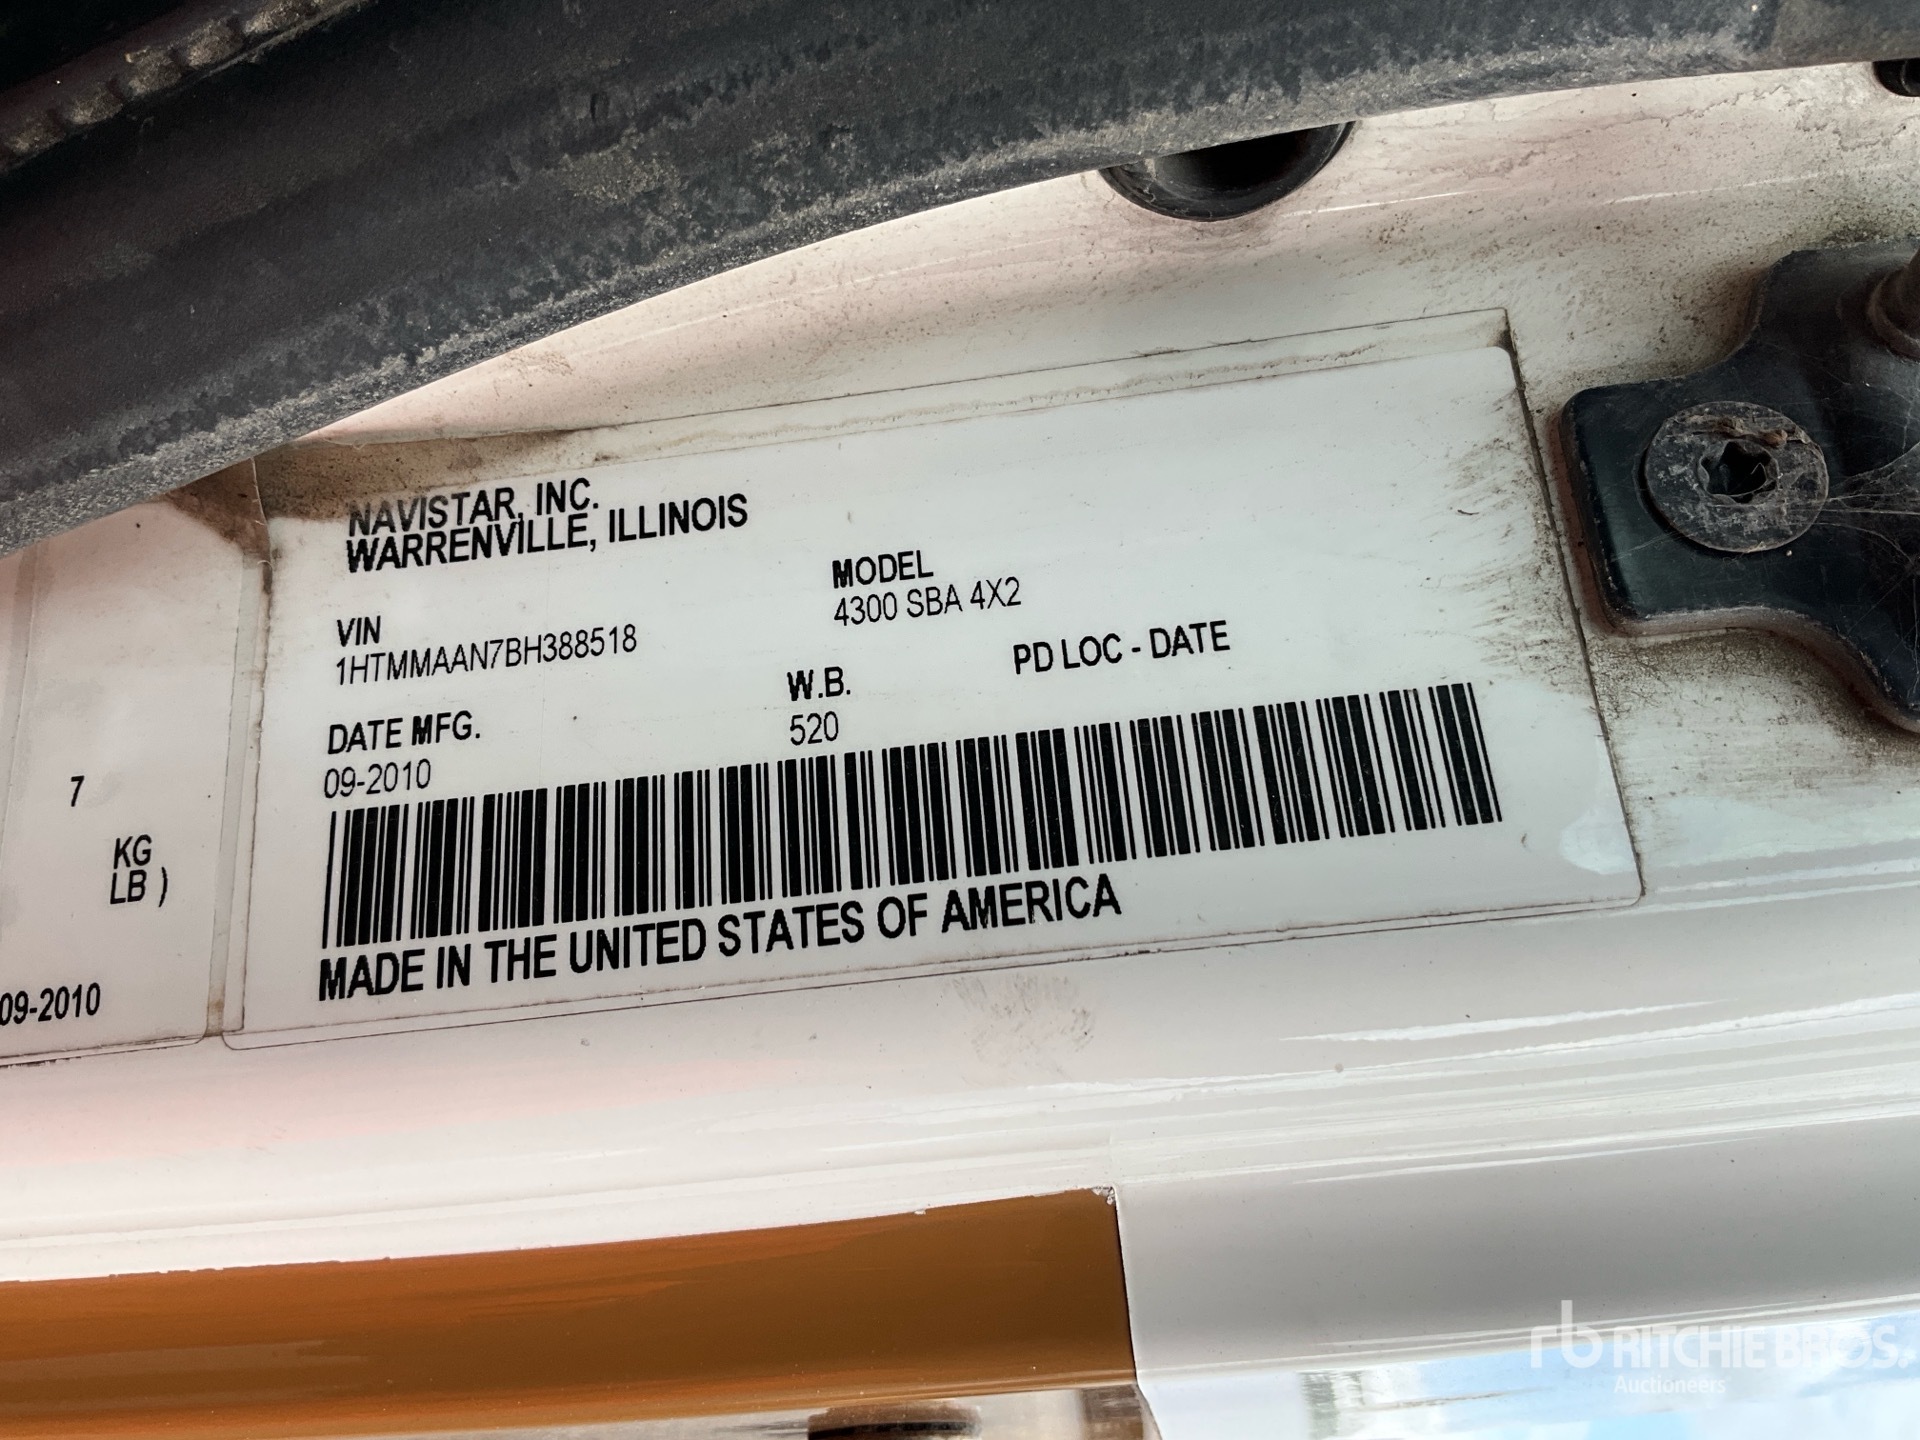 NAVISTAR, INC.
WARRENVILLE, ILLINOIS
VIN
1HTMMAAN7BH388518
MODEL
4300 SBA 4X2
DATE MFG.
09-2010
W.B.
520
PD LOC - DATE
MADE IN THE UNITED STATES OF AMERICA
7
KG
LB )
09-2010
rb RITCHIE BROS.
Auctioneers